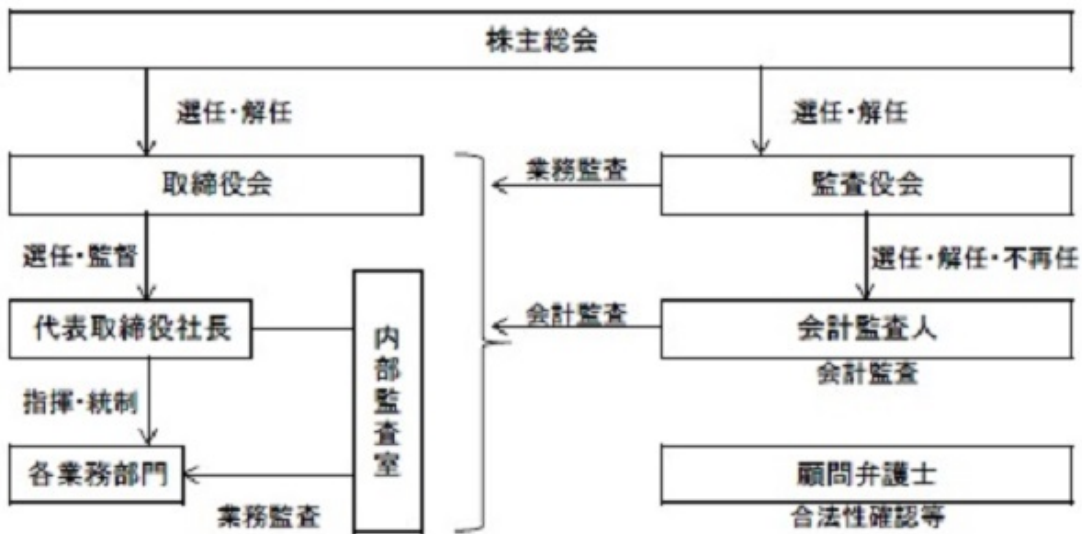 株主総会
選任・解任
選任・解任
取締役会
業務監査
監査役会
選任・監督
選任・解任・不再任
代表取締役社長
内部監査室
会計監査
会計監査人
会計監査
指揮・統制
各業務部門
顧問弁護士
業務監査
合法性確認等